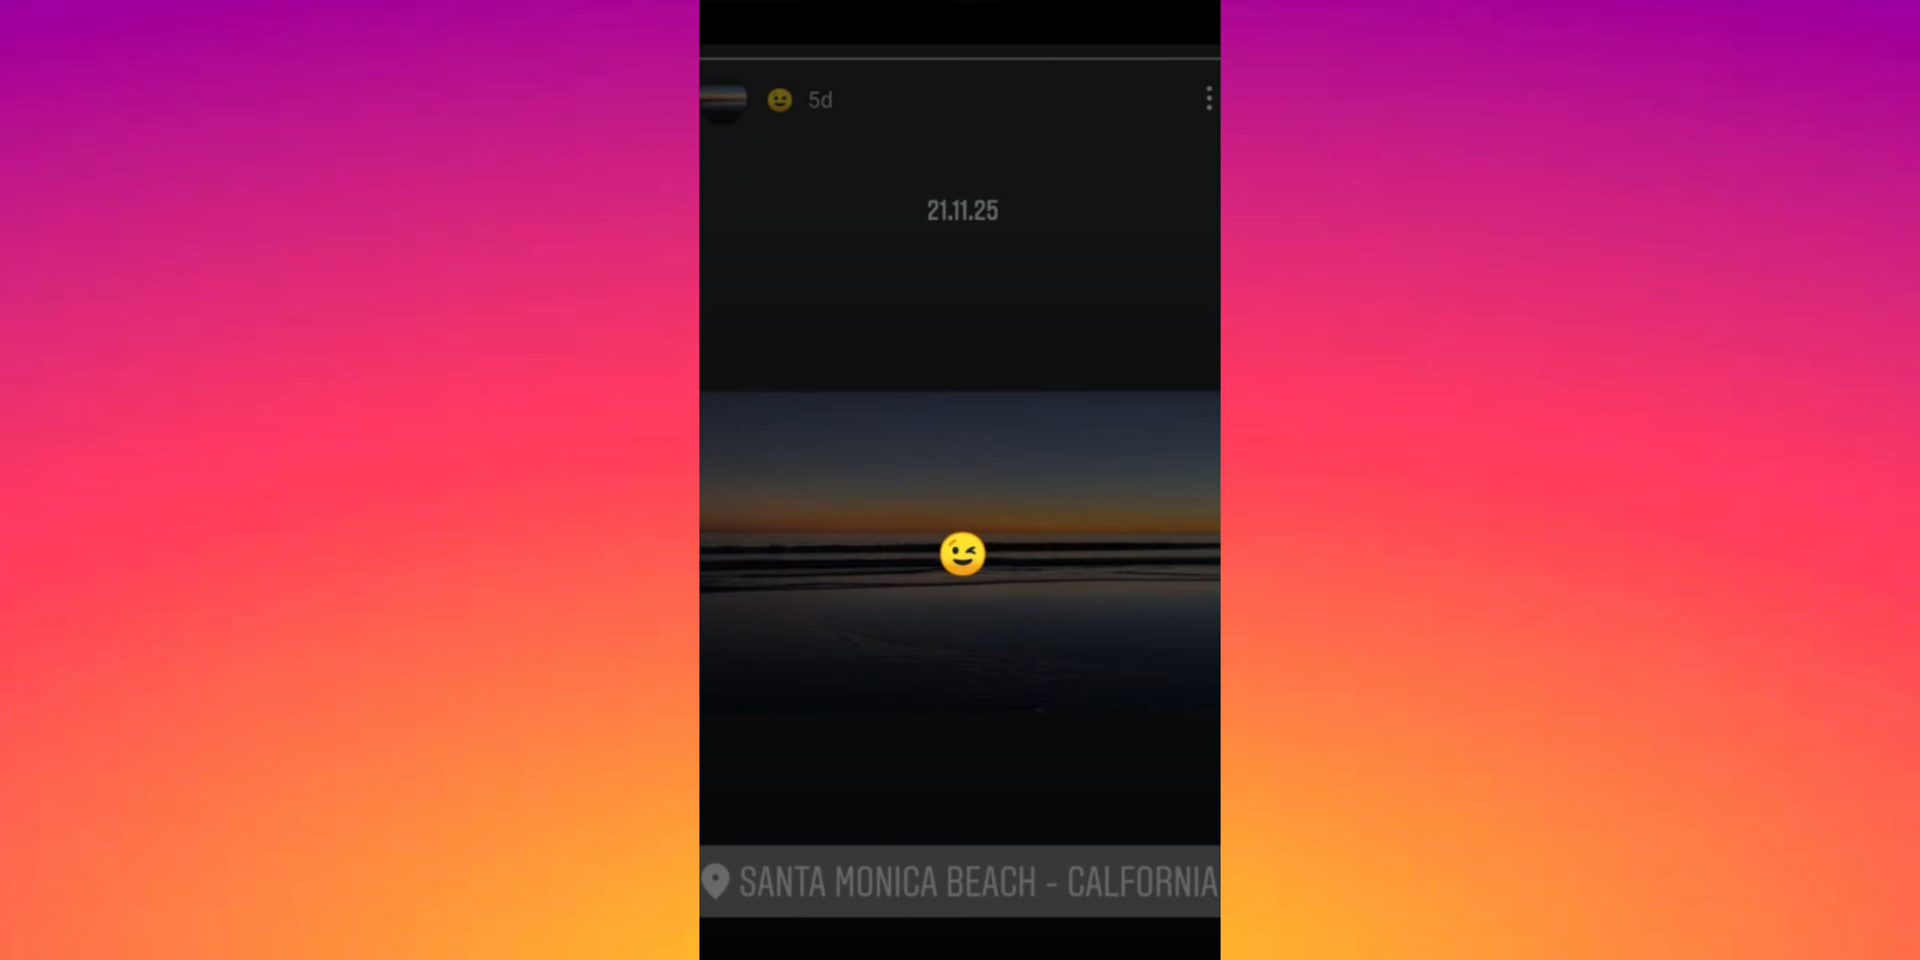 😉 5d
21.11.25
😉
SANTA MONICA BEACH - CALFORNIA